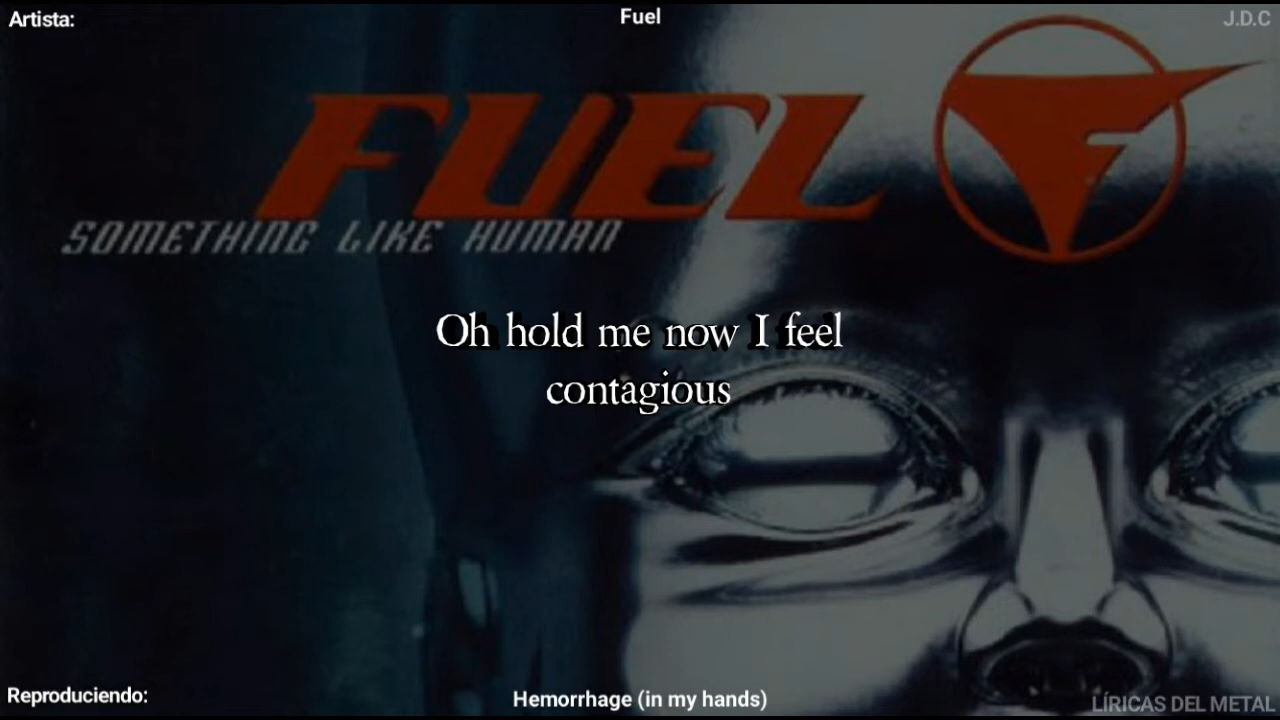 Artista:
Fuel
J.D.C
FUEL
F
SOMETHING LIKE HUMAN
Oh hold me now I feel
contagious
Reproduciendo:
Hemorrhage (in my hands)
LÍRICAS DEL METAL